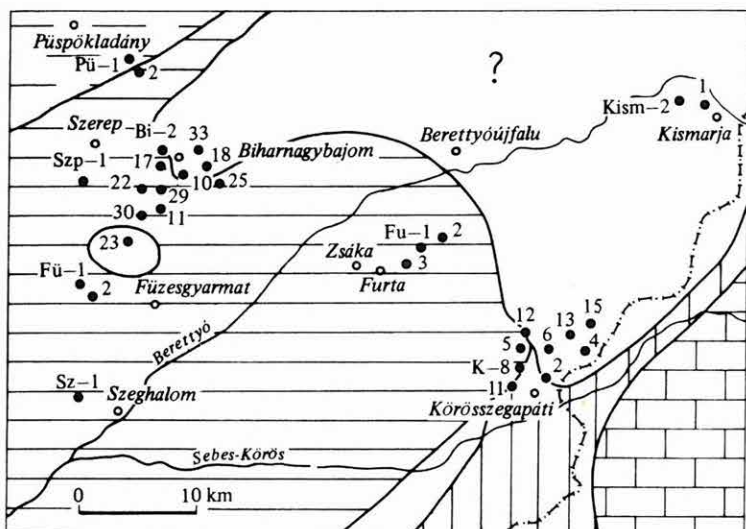 Püspökladány
Pü–1
2
?
1
Kism–2
Kismarja
Szerep
Bi–2
33
Berettyóújfalu
Biharnagybajom
Szp–1
17
18
22
29
10
25
30
11
23
Fu–1
2
Zsáka
3
Furta
Fü–1
2
Füzesgyarmat
Berettyó
12
13
15
5
6
4
K–8
2
11
Körösszegapáti
Sz–1
Szeghalom
Sebes-Körös
0
10 km